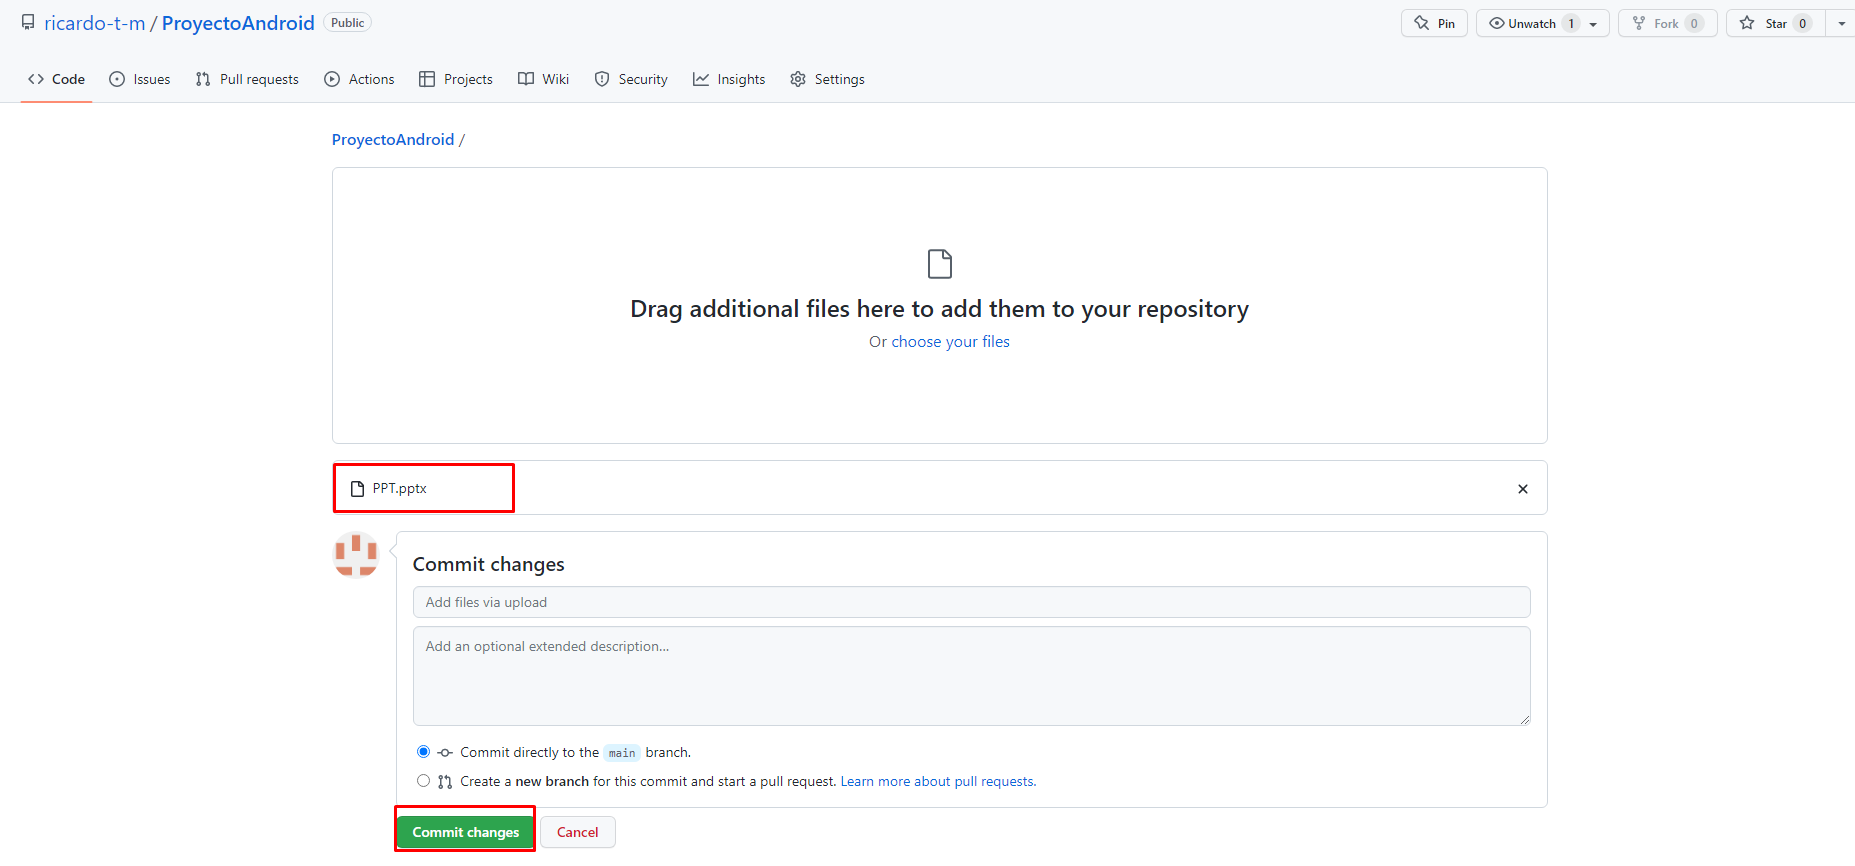 ricardo-t-m / ProyectoAndroid Public Pin Unwatch 1 Fork 0 Star 0
Code Issues Pull requests Actions Projects Wiki Security Insights Settings
ProyectoAndroid /
Drag additional files here to add them to your repository
Or choose your files
PPT.pptx
Commit changes
Add files via upload
Add an optional extended description...
Commit directly to the main branch.
Create a new branch for this commit and start a pull request. Learn more about pull requests.
Commit changes Cancel